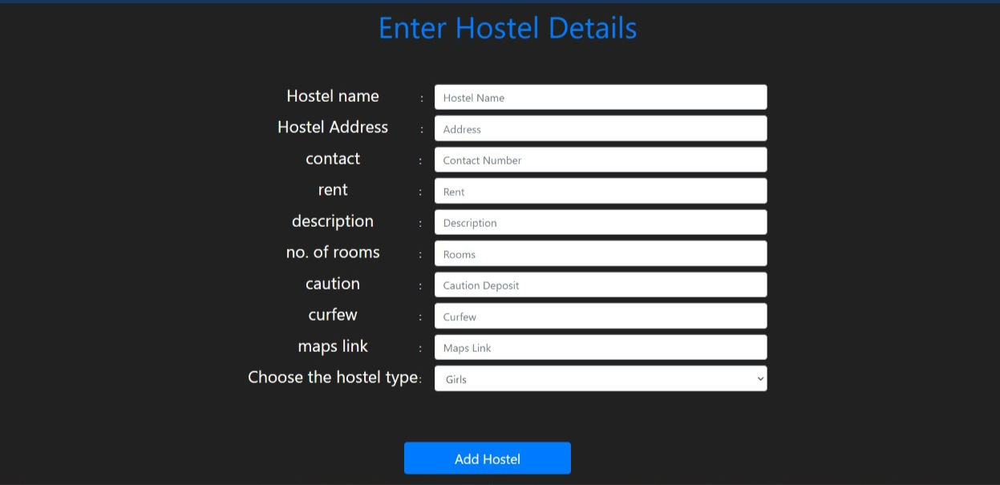 Enter Hostel Details
Hostel name : Hostel Name
Hostel Address : Address
contact : Contact Number
rent : Rent
description : Description
no. of rooms : Rooms
caution : Caution Deposit
curfew : Curfew
maps link : Maps Link
Choose the hostel type: Girls
Add Hostel